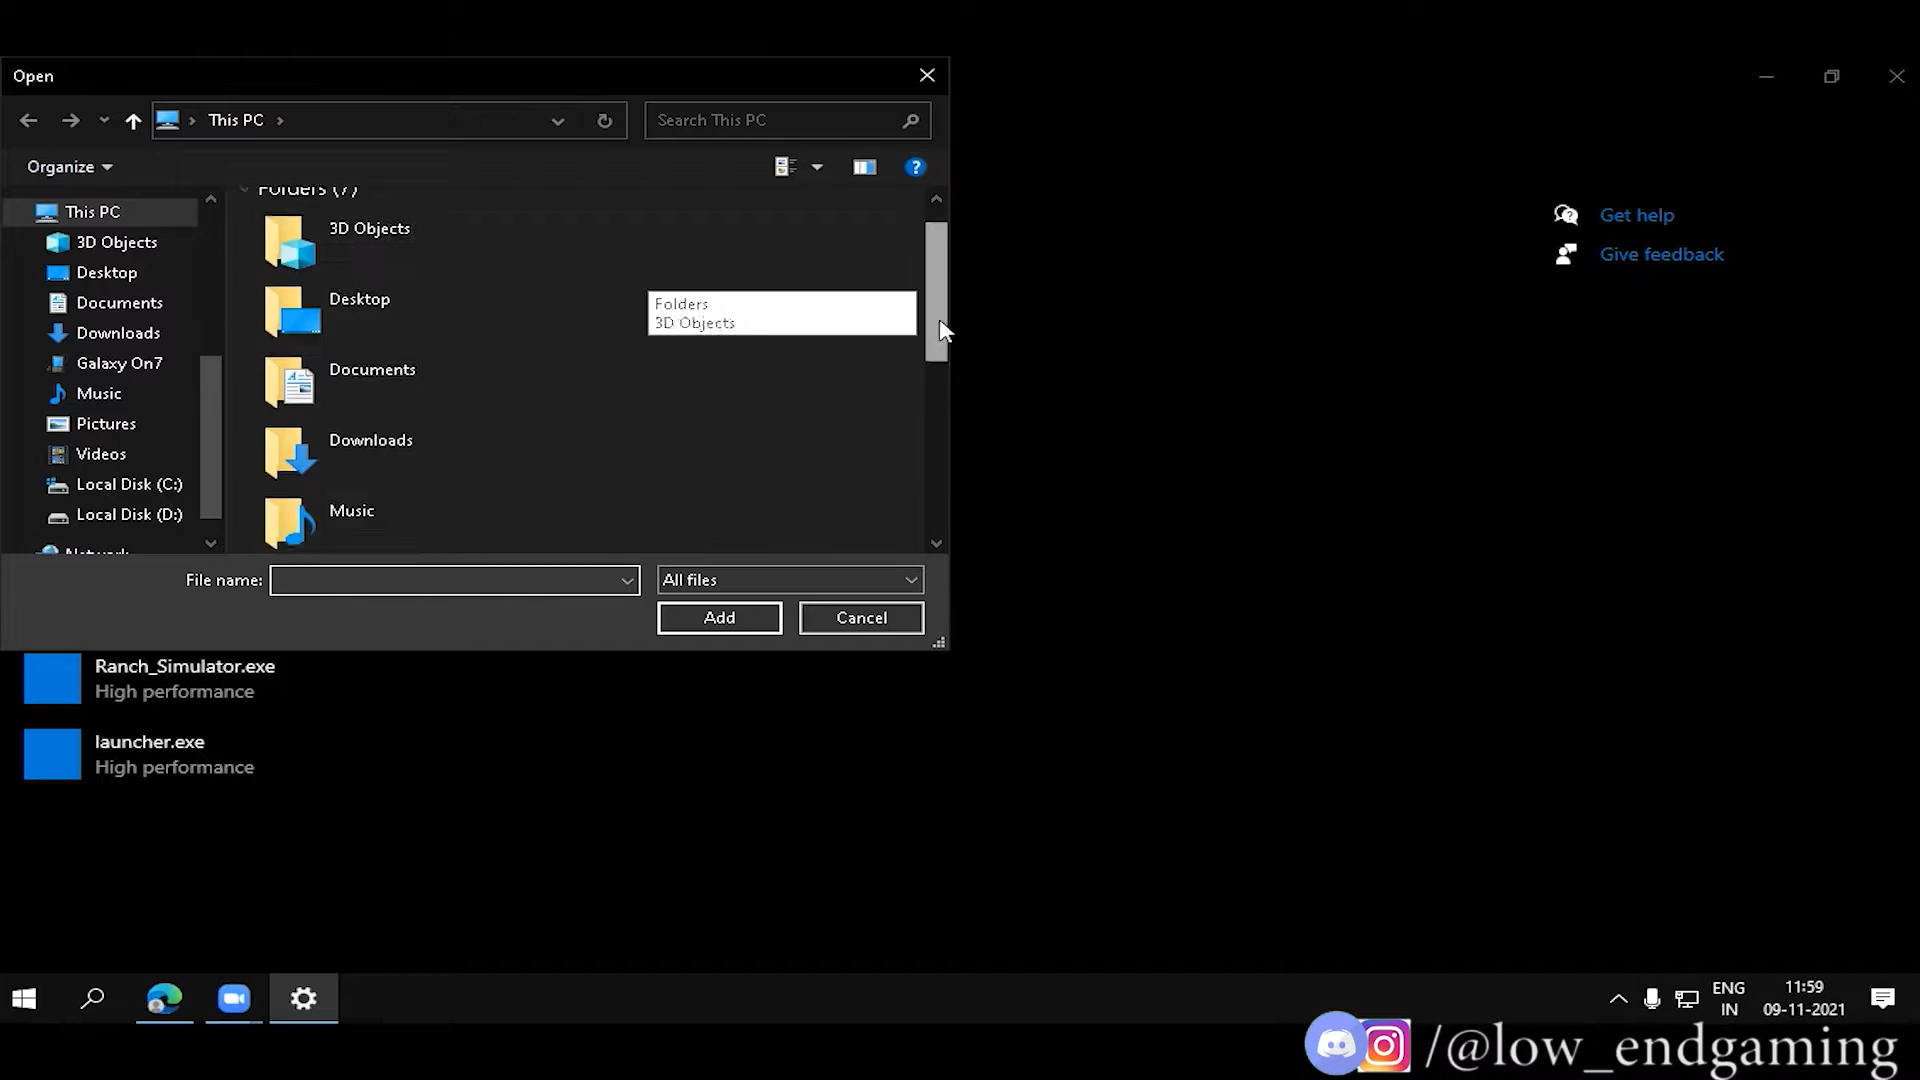 Open
This PC
Search This PC
Organize
This PC
3D Objects
Desktop
Documents
Downloads
Galaxy On7
Music
Pictures
Videos
Local Disk (C:)
Local Disk (D:)
Network
Folders (7)
3D Objects
Desktop
Documents
Downloads
Music
Folders
3D Objects
File name:
All files
Add
Cancel
Get help
Give feedback
Ranch_Simulator.exe
High performance
launcher.exe
High performance
ENG
IN
11:59
09-11-2021
/@low_endgaming